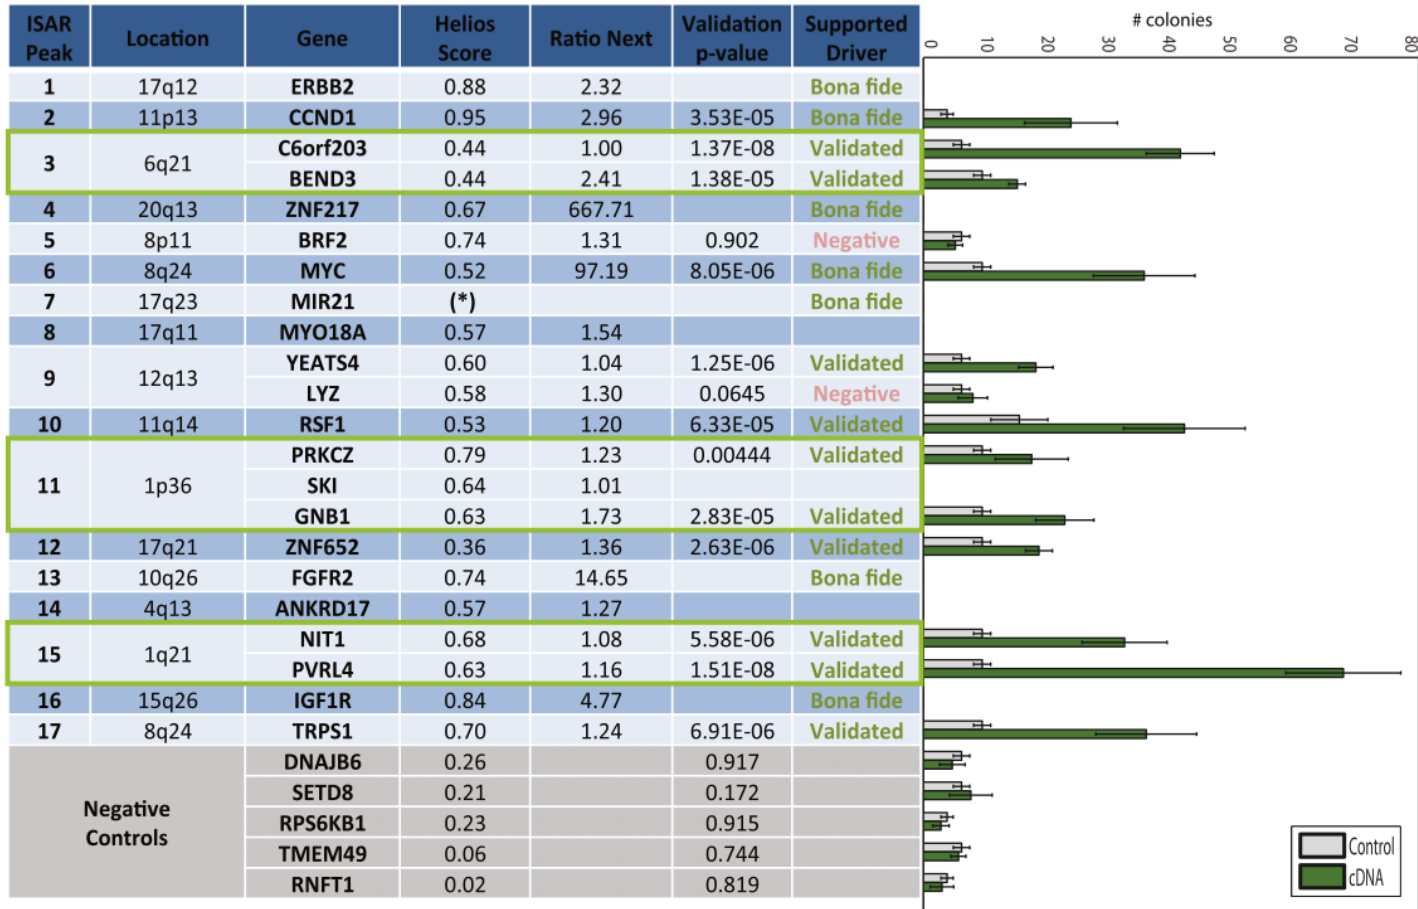 ISAR Peak Location Gene Helios Score Ratio Next Validation p-value Supported Driver
# colonies
0 10 20 30 40 50 60 70 80
1 17q12 ERBB2 0.88 2.32 Bona fide
2 11p13 CCND1 0.95 2.96 3.53E-05 Bona fide
3 6q21 C6orf203 0.44 1.00 1.37E-08 Validated
BEND3 0.44 2.41 1.38E-05 Validated
4 20q13 ZNF217 0.67 667.71 Bona fide
5 8p11 BRF2 0.74 1.31 0.902 Negative
6 8q24 MYC 0.52 97.19 8.05E-06 Bona fide
7 17q23 MIR21 (*) Bona fide
8 17q11 MYO18A 0.57 1.54
9 12q13 YEATS4 0.60 1.04 1.25E-06 Validated
LYZ 0.58 1.30 0.0645 Negative
10 11q14 RSF1 0.53 1.20 6.33E-05 Validated
11 1p36 PRKCZ 0.79 1.23 0.00444 Validated
SKI 0.64 1.01
GNB1 0.63 1.73 2.83E-05 Validated
12 17q21 ZNF652 0.36 1.36 2.63E-06 Validated
13 10q26 FGFR2 0.74 14.65 Bona fide
14 4q13 ANKRD17 0.57 1.27
15 1q21 NIT1 0.68 1.08 5.58E-06 Validated
PVRL4 0.63 1.16 1.51E-08 Validated
16 15q26 IGF1R 0.84 4.77 Bona fide
17 8q24 TRPS1 0.70 1.24 6.91E-06 Validated
Negative Controls
DNAJB6 0.26 0.917
SETD8 0.21 0.172
RPS6KB1 0.23 0.915
TMEM49 0.06 0.744
RNFT1 0.02 0.819
Control
cDNA